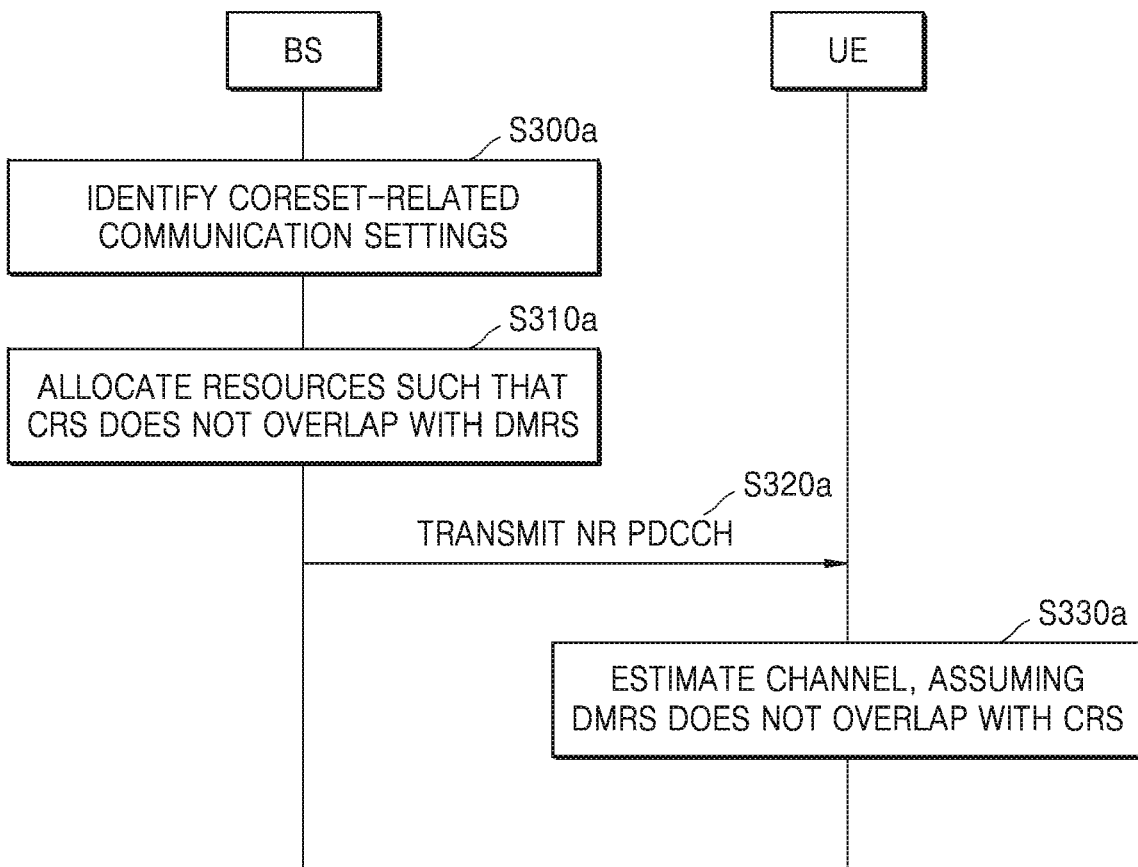 BS
UE
S300a
IDENTIFY CORESET-RELATED
COMMUNICATION SETTINGS
S310a
ALLOCATE RESOURCES SUCH THAT
CRS DOES NOT OVERLAP WITH DMRS
S320a
TRANSMIT NR PDCCH
S330a
ESTIMATE CHANNEL, ASSUMING
DMRS DOES NOT OVERLAP WITH CRS